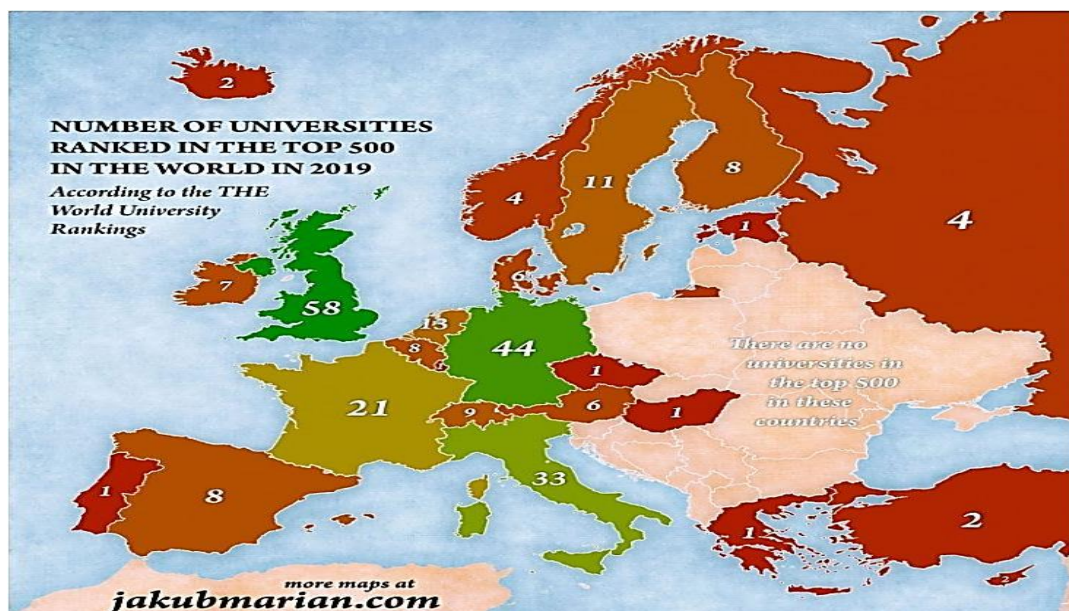 2
NUMBER OF UNIVERSITIES
RANKED IN THE TOP 500
IN THE WORLD IN 2019
According to the THE
World University
Rankings
4
11
8
4
1
6
7
58
13
8
44
1
21
9
6
1
There are no
universities in
the top 500
in these
countries
33
1
8
1
2
2
more maps at
jakubmarian.com